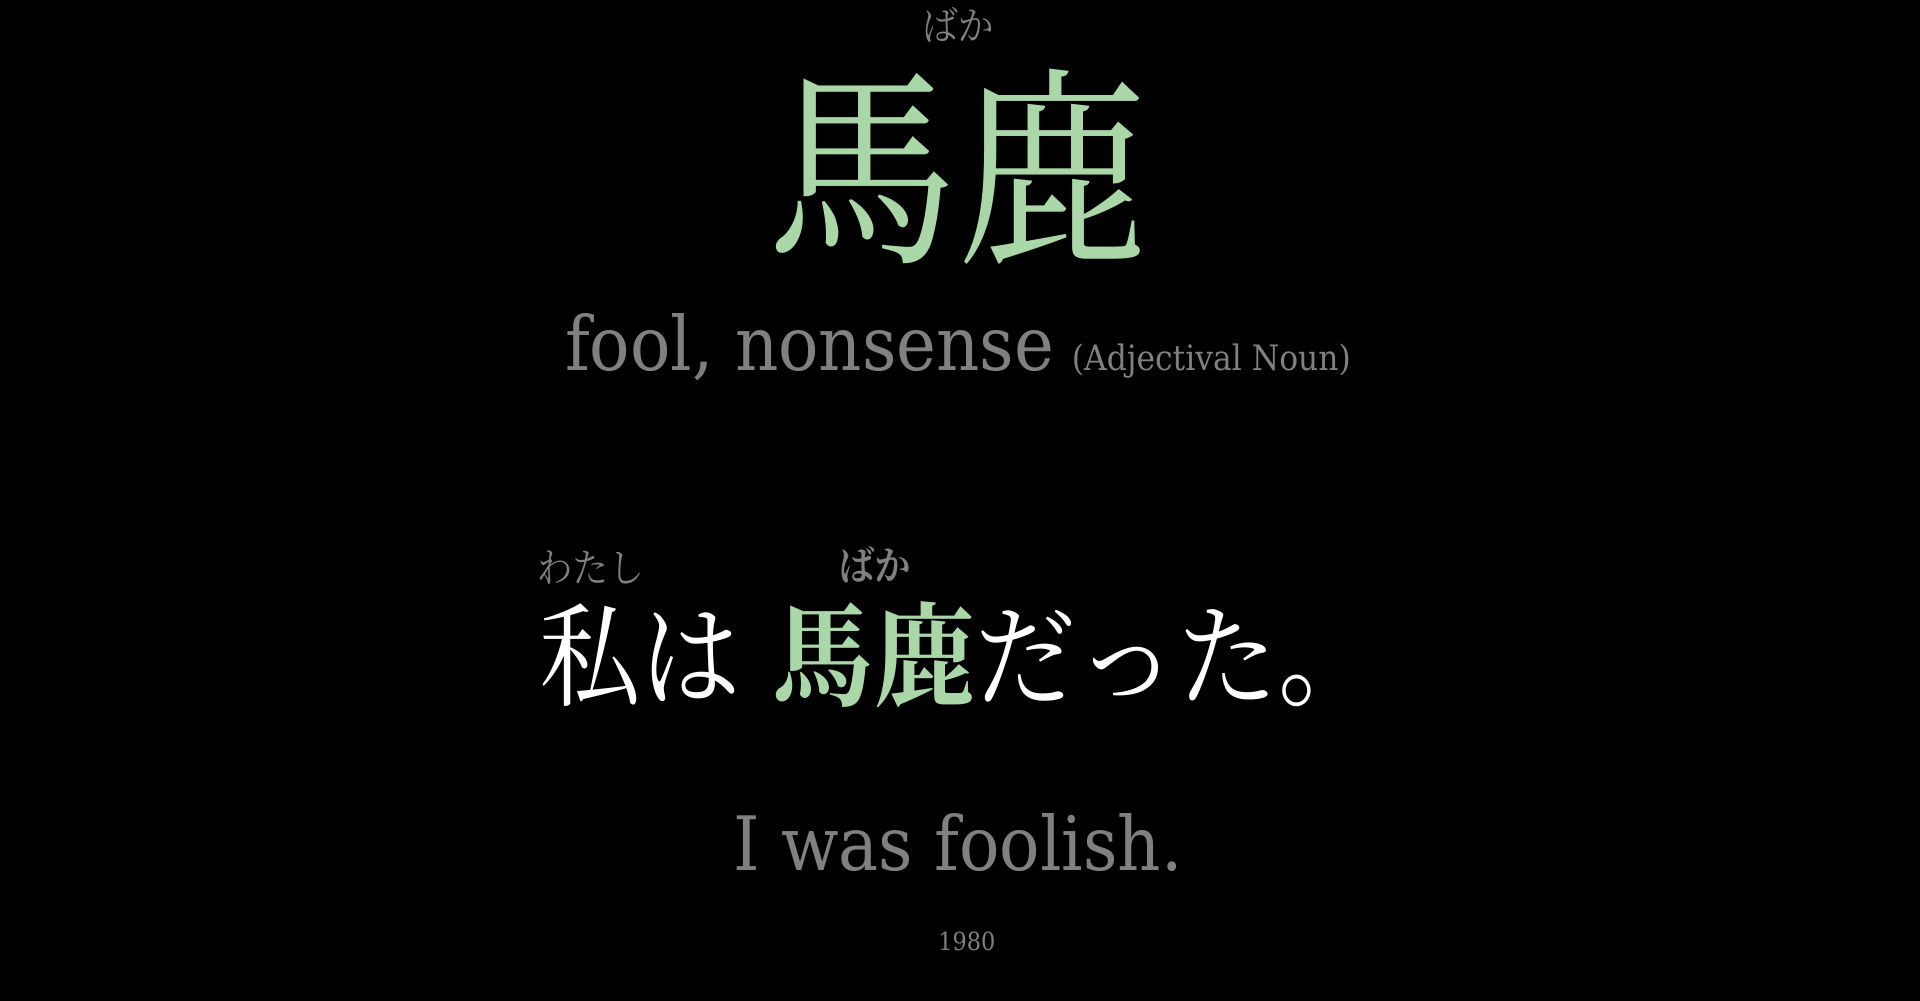 ばか
馬鹿
fool, nonsense (Adjectival Noun)
わたし ばか
私は 馬鹿だった。
I was foolish.
1980